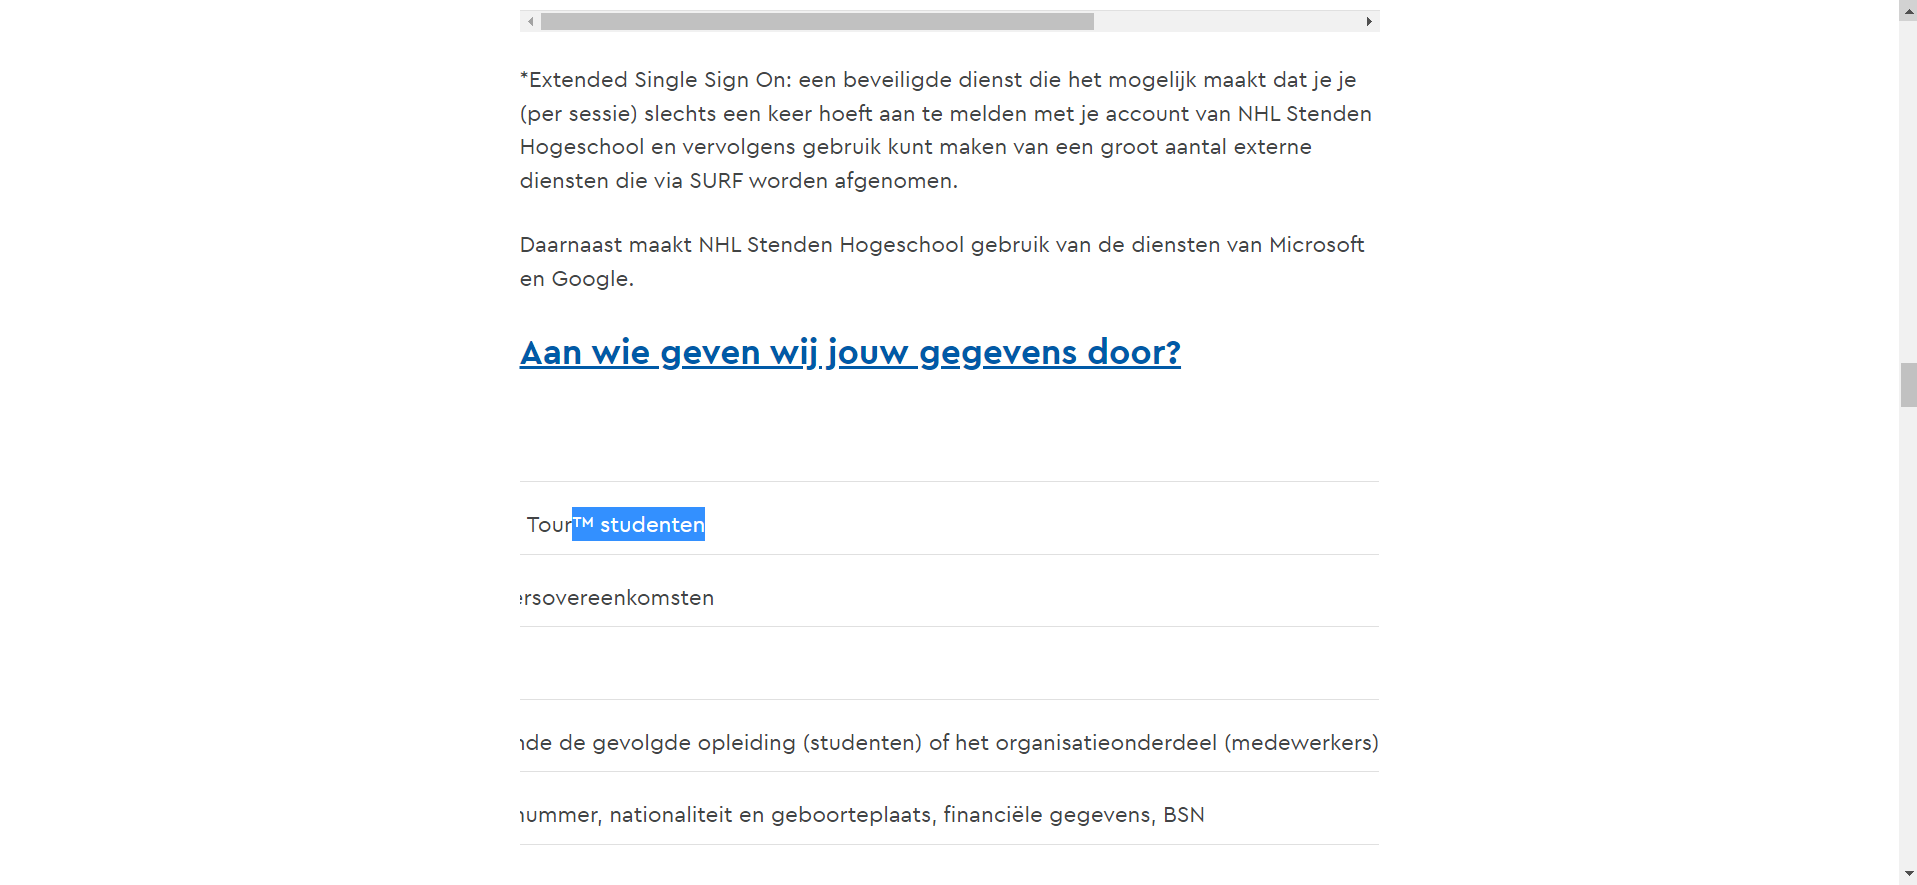 *Extended Single Sign On: een beveiligde dienst die het mogelijk maakt dat je je
(per sessie) slechts een keer hoeft aan te melden met je account van NHL Stenden
Hogeschool en vervolgens gebruik kunt maken van een groot aantal externe
diensten die via SURF worden afgenomen.
Daarnaast maakt NHL Stenden Hogeschool gebruik van de diensten van Microsoft
en Google.
Aan wie geven wij jouw gegevens door?
Tour™ studenten
ersovereenkomsten
nde de gevolgde opleiding (studenten) of het organisatieonderdeel (medewerkers)
nummer, nationaliteit en geboorteplaats, financiële gegevens, BSN